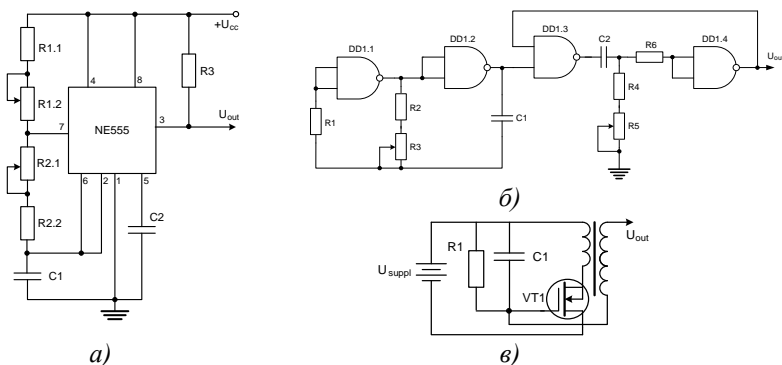 +Ucc
R1.1
R3
4
8
R1.2
NE555
3
Uout
7
R2.1
6
2
1
5
R2.2
C2
C1
а)
DD1.1
DD1.2
DD1.3
C2
R6
DD1.4
Uou
R1
R2
C1
R4
R3
R5
б)
R1
C1
Uout
Usuppl
VT1
в)